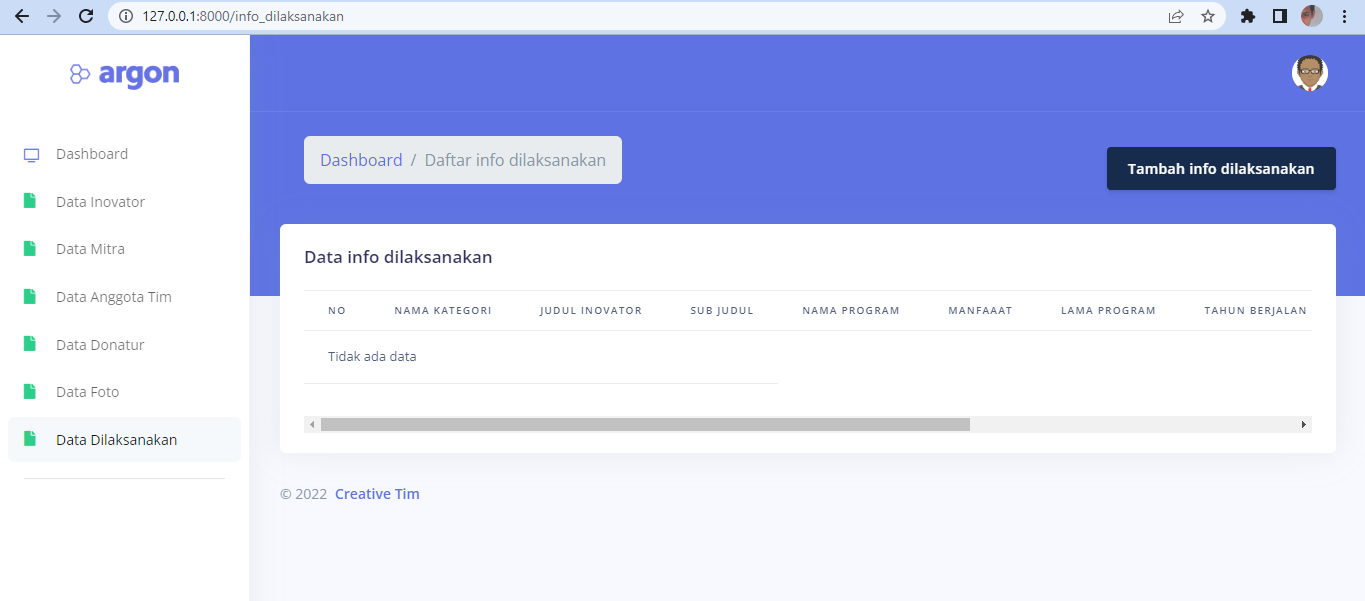 127.0.0.1:8000/info_dilaksanakan
argon
Dashboard
Data Inovator
Data Mitra
Data Anggota Tim
Data Donatur
Data Foto
Data Dilaksanakan
Dashboard / Daftar info dilaksanakan
Tambah info dilaksanakan
Data info dilaksanakan
NO NAMA KATEGORI JUDUL INOVATOR SUB JUDUL NAMA PROGRAM MANFAAAT LAMA PROGRAM TAHUN BERJALAN
Tidak ada data
© 2022 Creative Tim